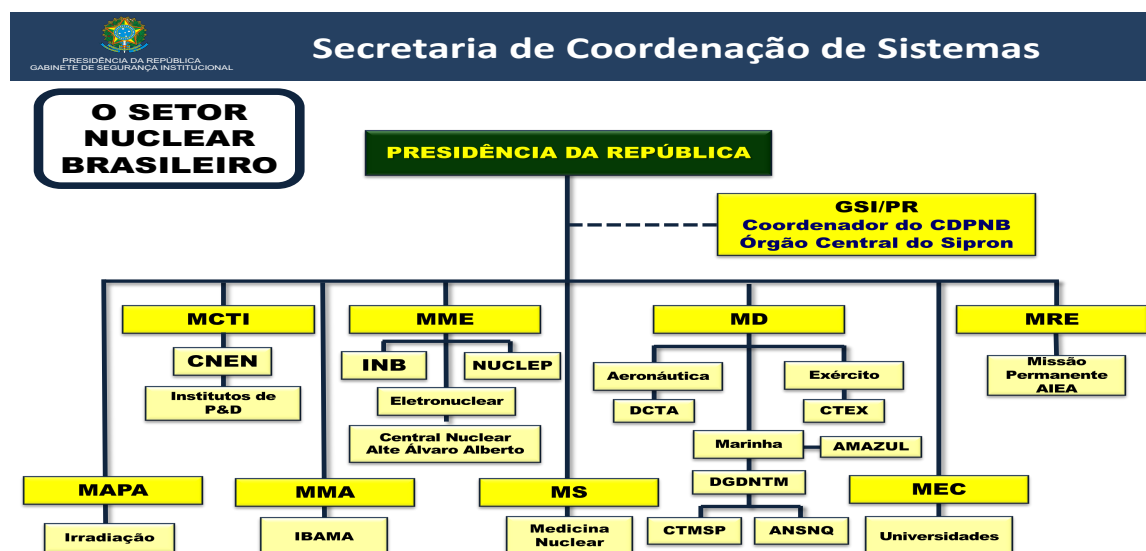 PRESIDÊNCIA DA REPÚBLICA
GABINETE DE SEGURANÇA INSTITUCIONAL
Secretaria de Coordenação de Sistemas
O SETOR
NUCLEAR
BRASILEIRO
PRESIDÊNCIA DA REPÚBLICA
GSI/PR
Coordenador do CDPNB
Órgão Central do Sipron
MCTI
MME
MD
MRE
CNEN
INB
NUCLEP
Aeronáutica
Exército
Missão
Permanente
AIEA
Institutos de
P&D
Eletronuclear
DCTA
CTEX
Central Nuclear
Alte Álvaro Alberto
Marinha
AMAZUL
MAPA
MMA
MS
DGDNTM
MEC
Irradiação
IBAMA
Medicina
Nuclear
CTMSP
ANSNQ
Universidades